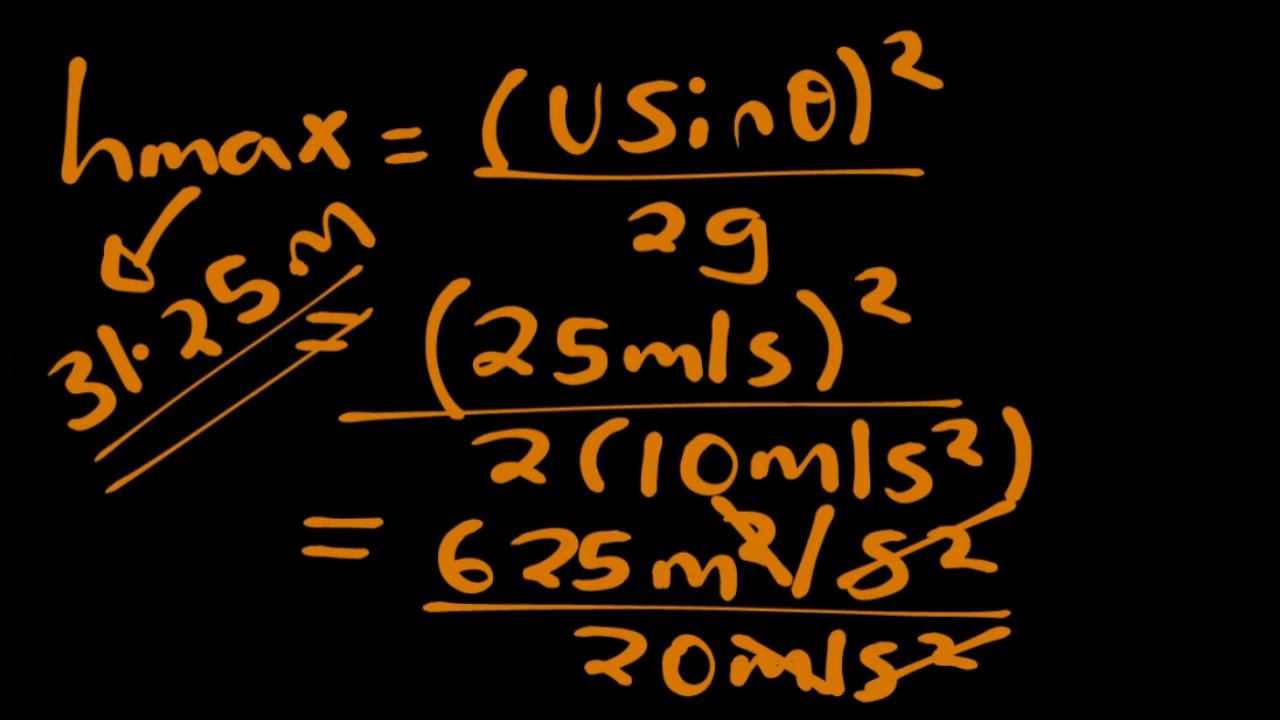 hmax = (USinθ)²
2g
31.25m
= (25m/s)²
2(10m/s²)
= 625m²/s²
20m/s²